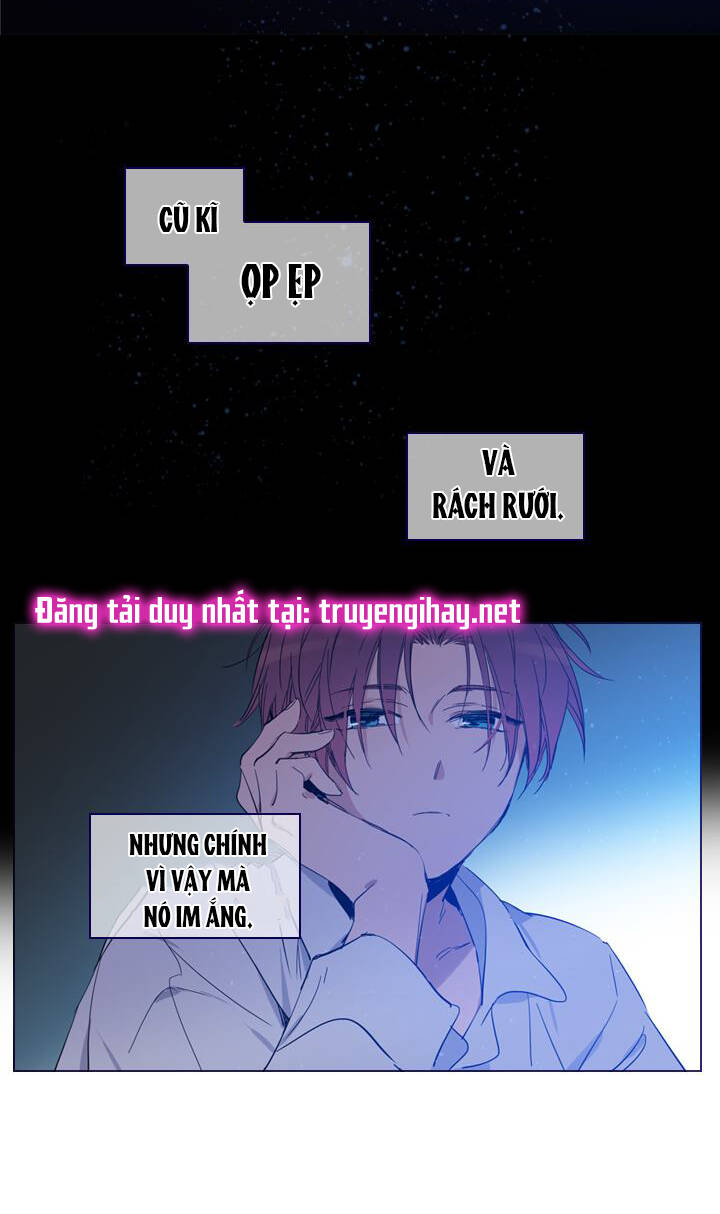 CŨ KĨ
ỌP ẸP
VÀ
RÁCH RƯỚI.
Đăng tải duy nhất tại: truyengihay.net
NHƯNG CHÍNH
VÌ VẬY MÀ
NÓ IM ẮNG.